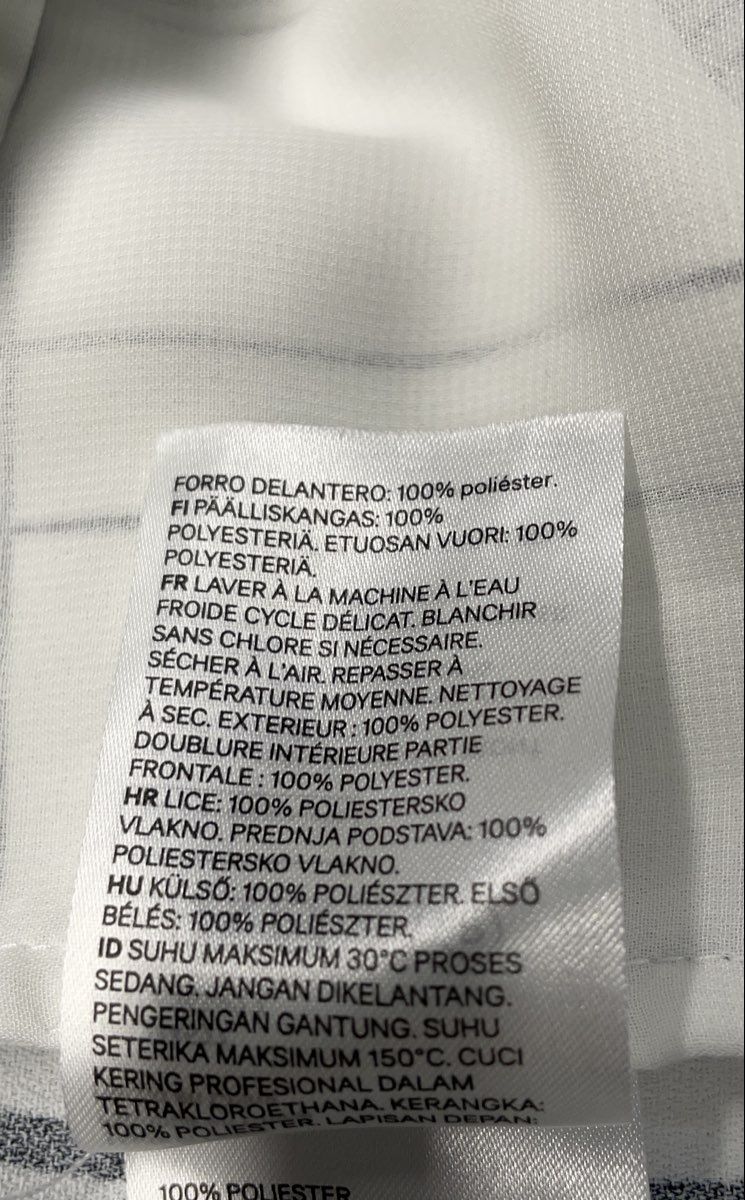 FORRO DELANTERO: 100% poliéster.
FI PÄÄLLISKANGAS: 100%
POLYESTERIÄ. ETUOSAN VUORI: 100%
POLYESTERIÄ.
FR LAVER À LA MACHINE À L'EAU
FROIDE CYCLE DÉLICAT. BLANCHIR
SANS CHLORE SI NÉCESSAIRE.
SÉCHER À L'AIR. REPASSER À
TEMPÉRATURE MOYENNE. NETTOYAGE
À SEC. EXTERIEUR : 100% POLYESTER.
DOUBLURE INTÉRIEURE PARTIE
FRONTALE : 100% POLYESTER.
HR LICE: 100% POLIESTERSKO
VLAKNO. PREDNJA PODSTAVA: 100%
POLIESTERSKO VLAKNO.
HU KÜLSŐ: 100% POLIÉSZTER. ELSŐ
BÉLÉS: 100% POLIÉSZTER.
ID SUHU MAKSIMUM 30°C PROSES
SEDANG. JANGAN DIKELANTANG.
PENGERINGAN GANTUNG. SUHU
SETERIKA MAKSIMUM 150°C. CUCI
KERING PROFESIONAL DALAM
TETRAKLOROETHANA. KERANGKA:
100% POLIESTER. LAPISAN DEPAN:
100% POLIESTER